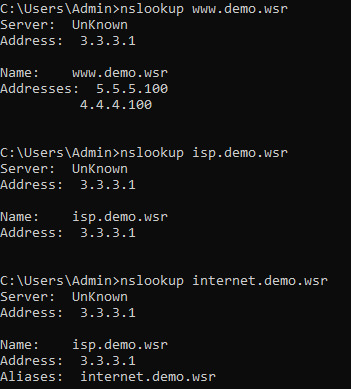 C:\Users\Admin>nslookup www.demo.wsr
Server:  UnKnown
Address:  3.3.3.1

Name:    www.demo.wsr
Addresses:  5.5.5.100
          4.4.4.100

C:\Users\Admin>nslookup isp.demo.wsr
Server:  UnKnown
Address:  3.3.3.1

Name:    isp.demo.wsr
Address:  3.3.3.1

C:\Users\Admin>nslookup internet.demo.wsr
Server:  UnKnown
Address:  3.3.3.1

Name:    isp.demo.wsr
Address:  3.3.3.1
Aliases:  internet.demo.wsr